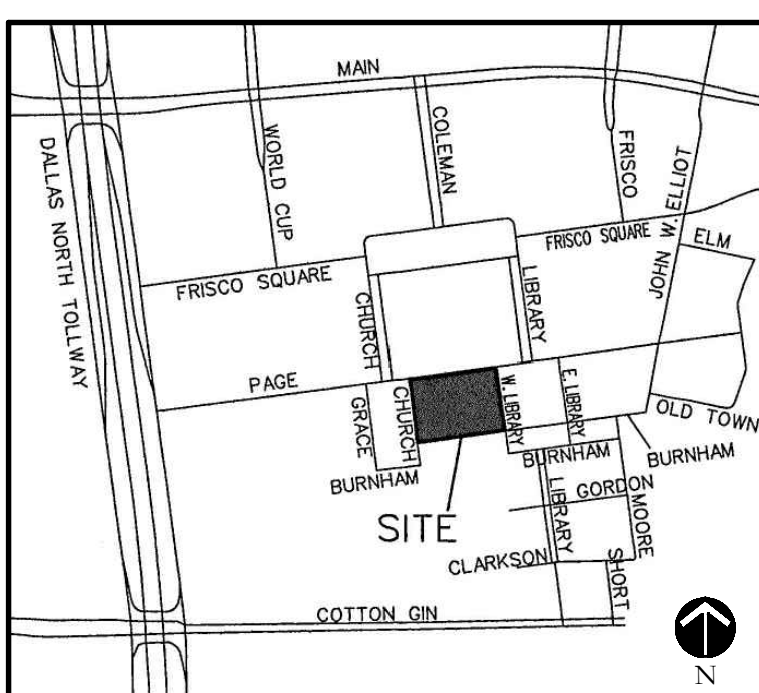 MAIN
DALLAS NORTH TOLLWAY
WORLD CUP
COLEMAN
FRISCO
JOHN W. ELLIOT
FRISCO SQUARE
FRISCO SQUARE
ELM
CHURCH
LIBRARY
PAGE
GRACE
CHURCH
W. LIBRARY
E. LIBRARY
OLD TOWN
BURNHAM
BURNHAM
BURNHAM
SITE
LIBRARY
GORDON
MOORE
CLARKSON
SHORT
COTTON GIN
N